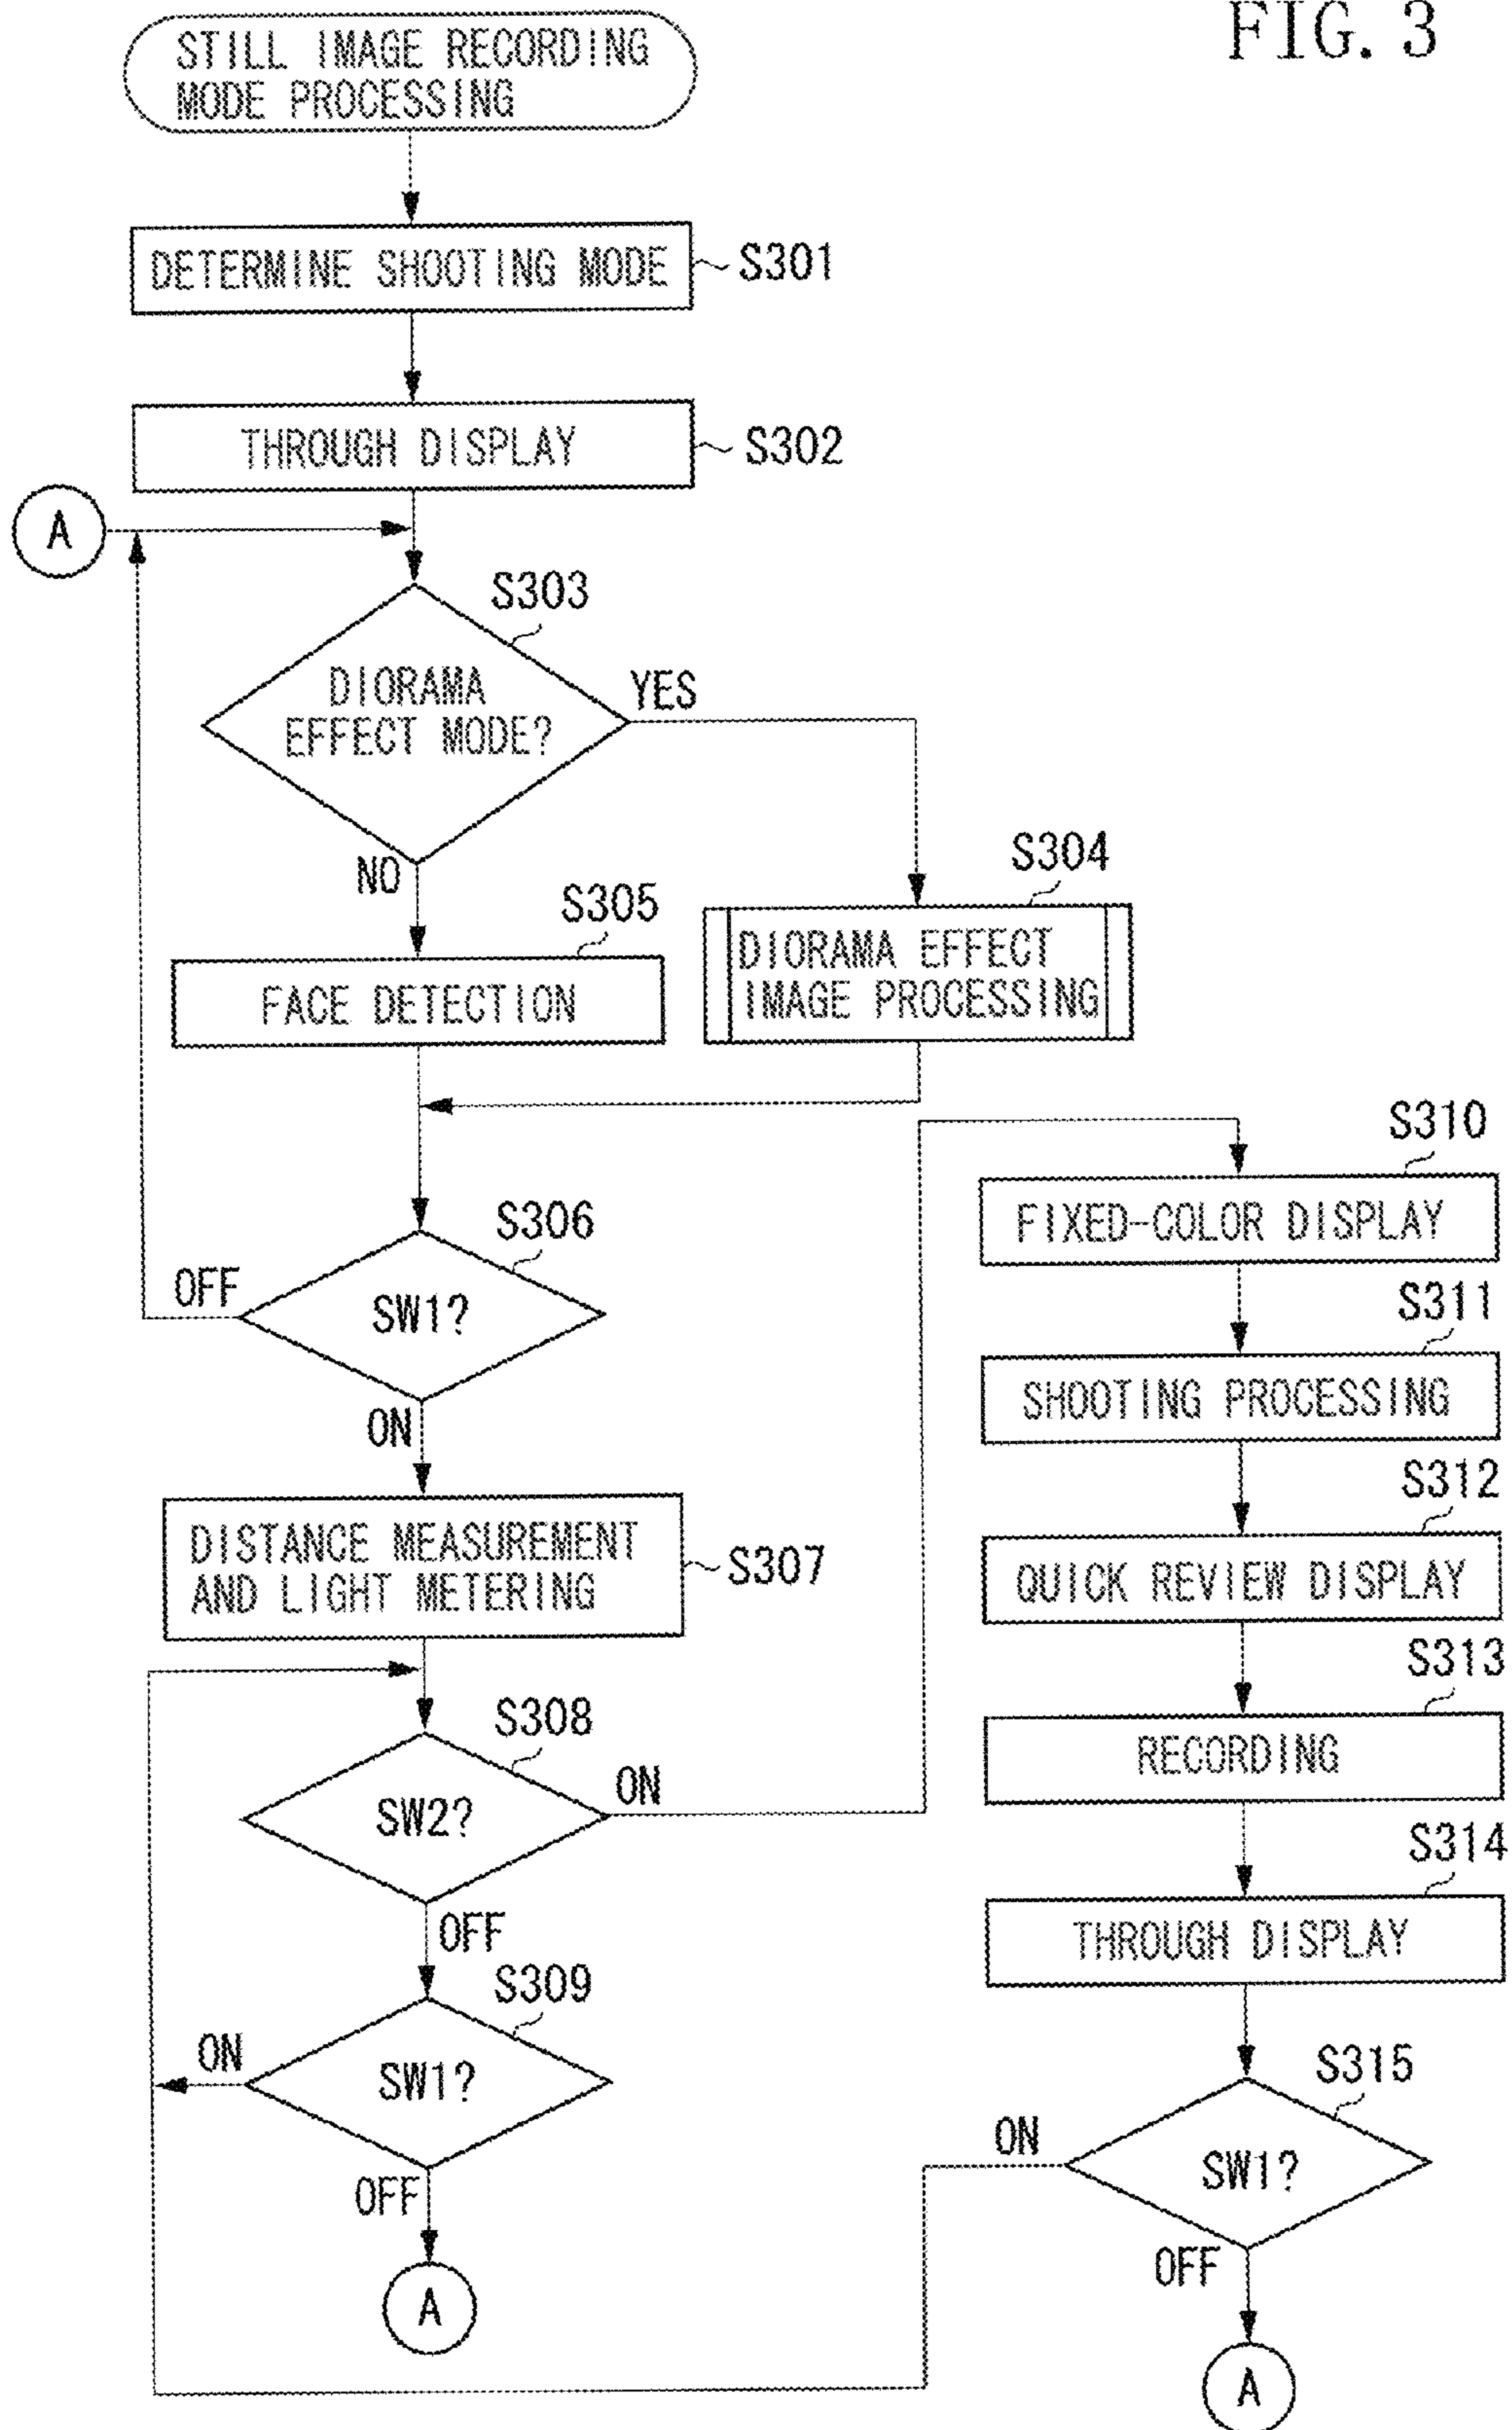 FIG. 3
STILL IMAGE RECORDING
MODE PROCESSING
DETERMINE SHOOTING MODE
S301
THROUGH DISPLAY
S302
A
S303
DIORAMA
EFFECT MODE?
YES
NO
S304
DIORAMA EFFECT
IMAGE PROCESSING
S305
FACE DETECTION
S306
SW1?
OFF
ON
DISTANCE MEASUREMENT
AND LIGHT METERING
S307
S308
SW2?
ON
OFF
S309
SW1?
ON
OFF
A
S310
FIXED-COLOR DISPLAY
S311
SHOOTING PROCESSING
S312
QUICK REVIEW DISPLAY
S313
RECORDING
S314
THROUGH DISPLAY
S315
SW1?
ON
OFF
A